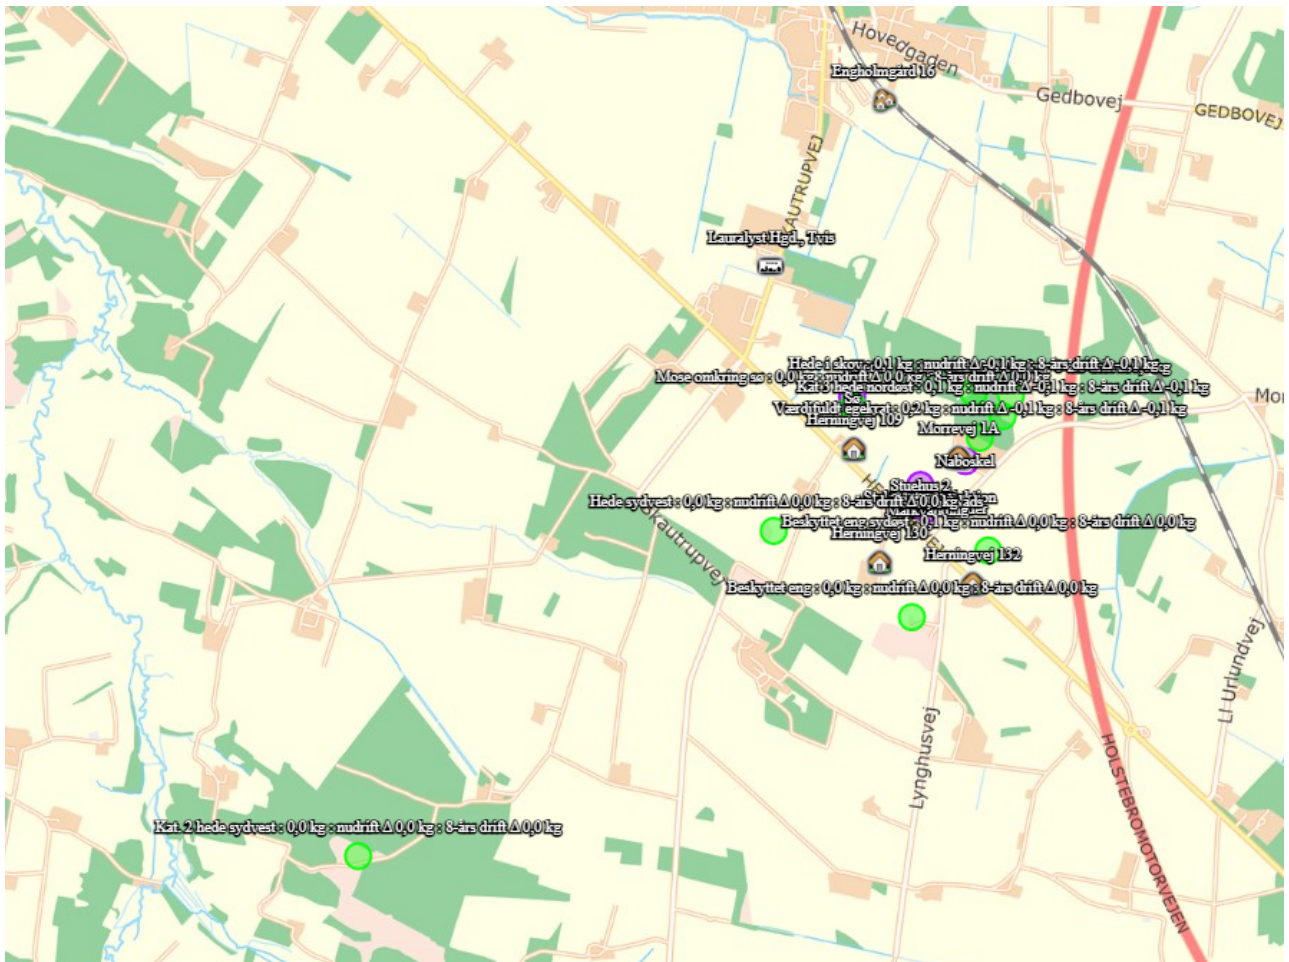 Hovedgaden
Engholmgård 16
Gedbovej
GEDBOVEJ
KAUTRUPVEJ
Lauralyst Hgd., Tvis
Hede i skov : 0,1 kg : nudrift Δ -0,1 kg : 8-års drift Δ -0,1 kg
Mose omkring sø : 0,0 kg : nudrift Δ 0,0 kg : 8-års drift Δ 0,0 kg
Kat 3 hede nordøst : 0,1 kg : nudrift Δ -0,1 kg : 8-års drift Δ -0,1 kg
Mor
Sø
Værdifuldt egekrat : 0,2 kg : nudrift Δ -0,1 kg : 8-års drift Δ -0,1 kg
Herningvej 109
Morrevej 1A
Naboskel
Stuehus 2
Hede sydvest : 0,0 kg : nudrift Δ 0,0 kg : 8-års drift Δ 0,0 kg
Skautrupvej
Beskyttet eng sydøst : 0,1 kg : nudrift Δ 0,0 kg : 8-års drift Δ 0,0 kg
Herningvej 130
Herningvej 132
Beskyttet eng : 0,0 kg : nudrift Δ 0,0 kg : 8-års drift Δ 0,0 kg
Ll Urlundvej
Lynghusvej
HOLSTEBROMOTORVEJEN
Kat. 2 hede sydvest : 0,0 kg : nudrift Δ 0,0 kg : 8-års drift Δ 0,0 kg